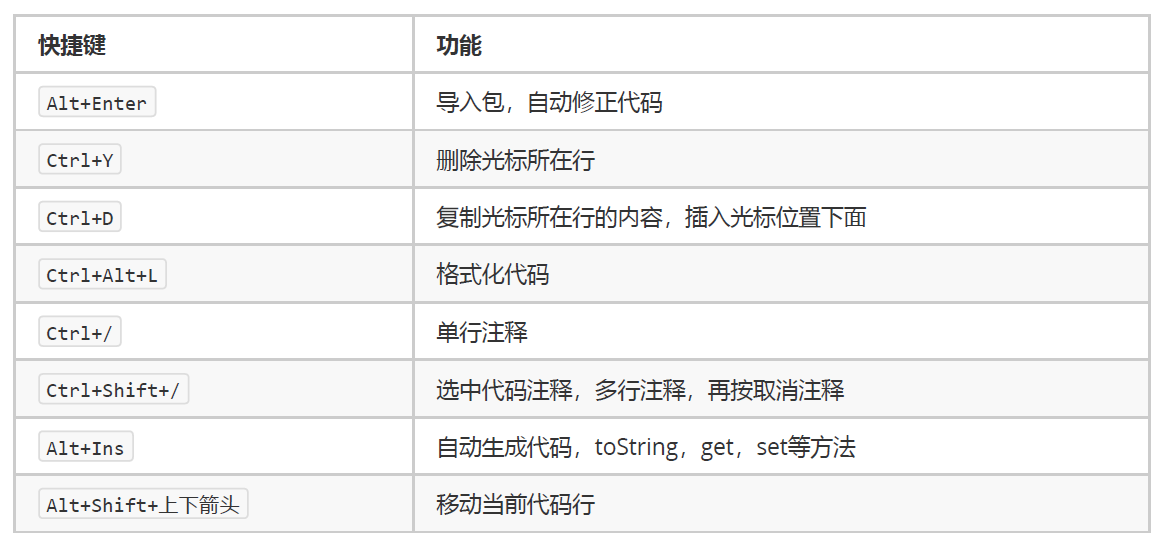 快捷键 功能
Alt+Enter 导入包，自动修正代码
Ctrl+Y 删除光标所在行
Ctrl+D 复制光标所在行的内容，插入光标位置下面
Ctrl+Alt+L 格式化代码
Ctrl+/ 单行注释
Ctrl+Shift+/ 选中代码注释，多行注释，再按取消注释
Alt+Ins 自动生成代码，toString，get，set等方法
Alt+Shift+上下箭头 移动当前代码行